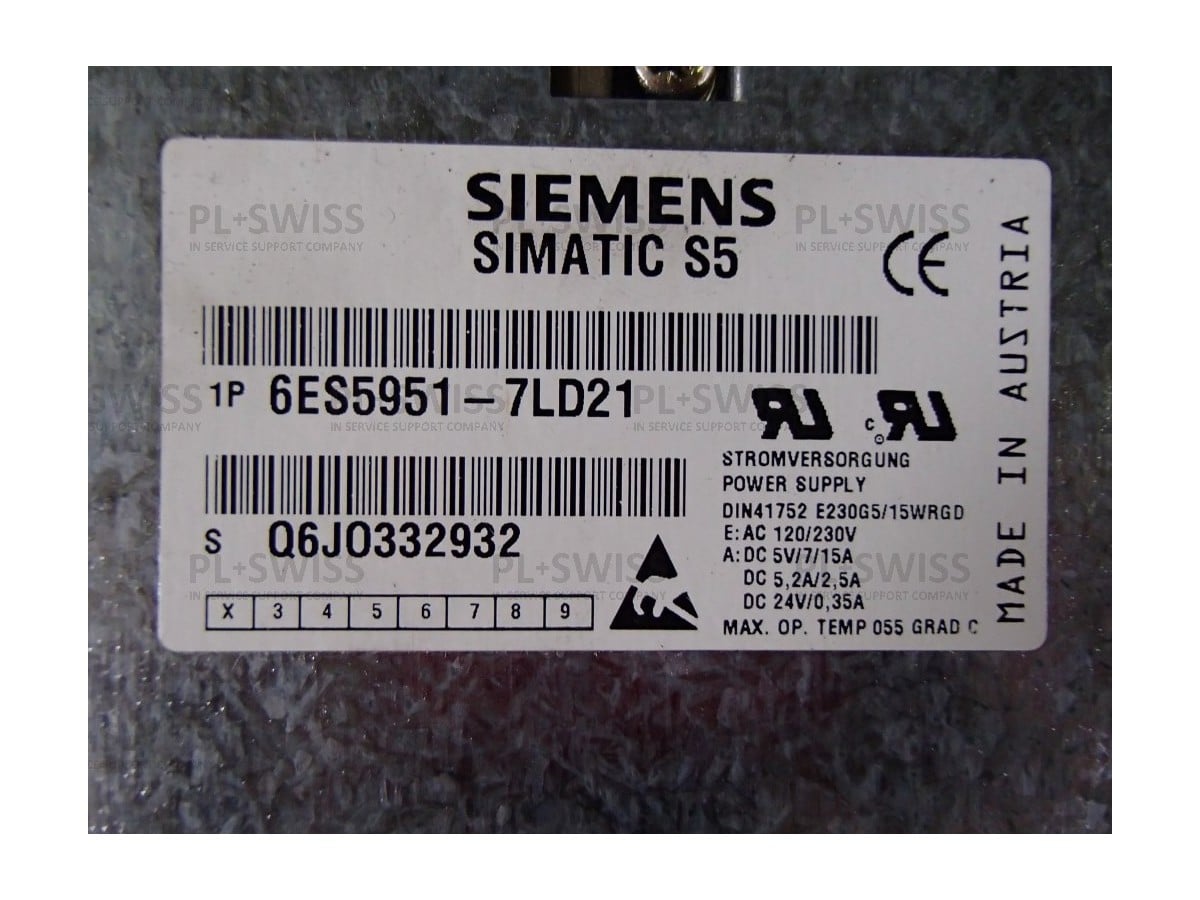 SIEMENS
SIMATIC S5
CE
MADE IN AUSTRIA
1P 6ES5951-7LD21
S Q6J0332932
X 3 4 5 6 7 8 9
STROMVERSORGUNG
POWER SUPPLY
DIN41752 E230G5/15WRGD
E: AC 120/230V
A: DC 5V/7/15A
DC 5,2A/2,5A
DC 24V/0,35A
MAX. OP. TEMP 055 GRAD C
PL+SWISS
IN SERVICE SUPPORT COMPANY